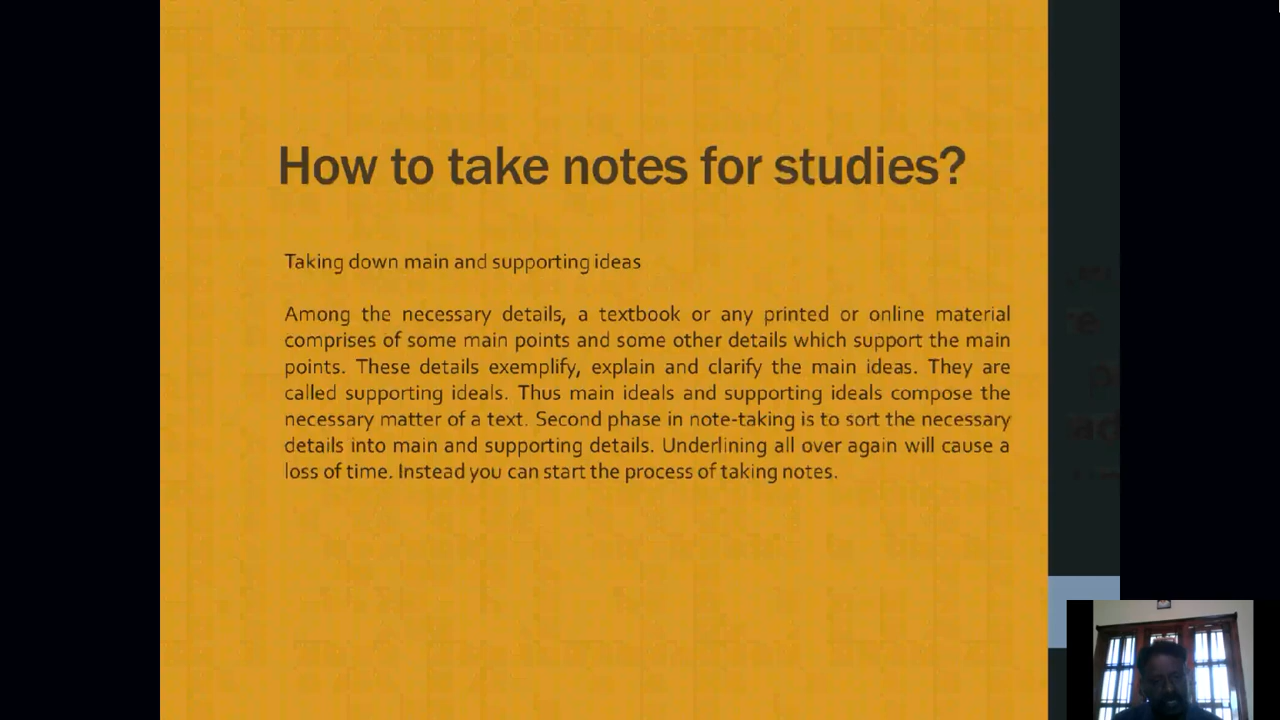 How to take notes for studies?
Taking down main and supporting ideas
Among the necessary details, a textbook or any printed or online material
comprises of some main points and some other details which support the main
points. These details exemplify, explain and clarify the main ideas. They are
called supporting ideals. Thus main ideals and supporting ideals compose the
necessary matter of a text. Second phase in note-taking is to sort the necessary
details into main and supporting details. Underlining all over again will cause a
loss of time. Instead you can start the process of taking notes.